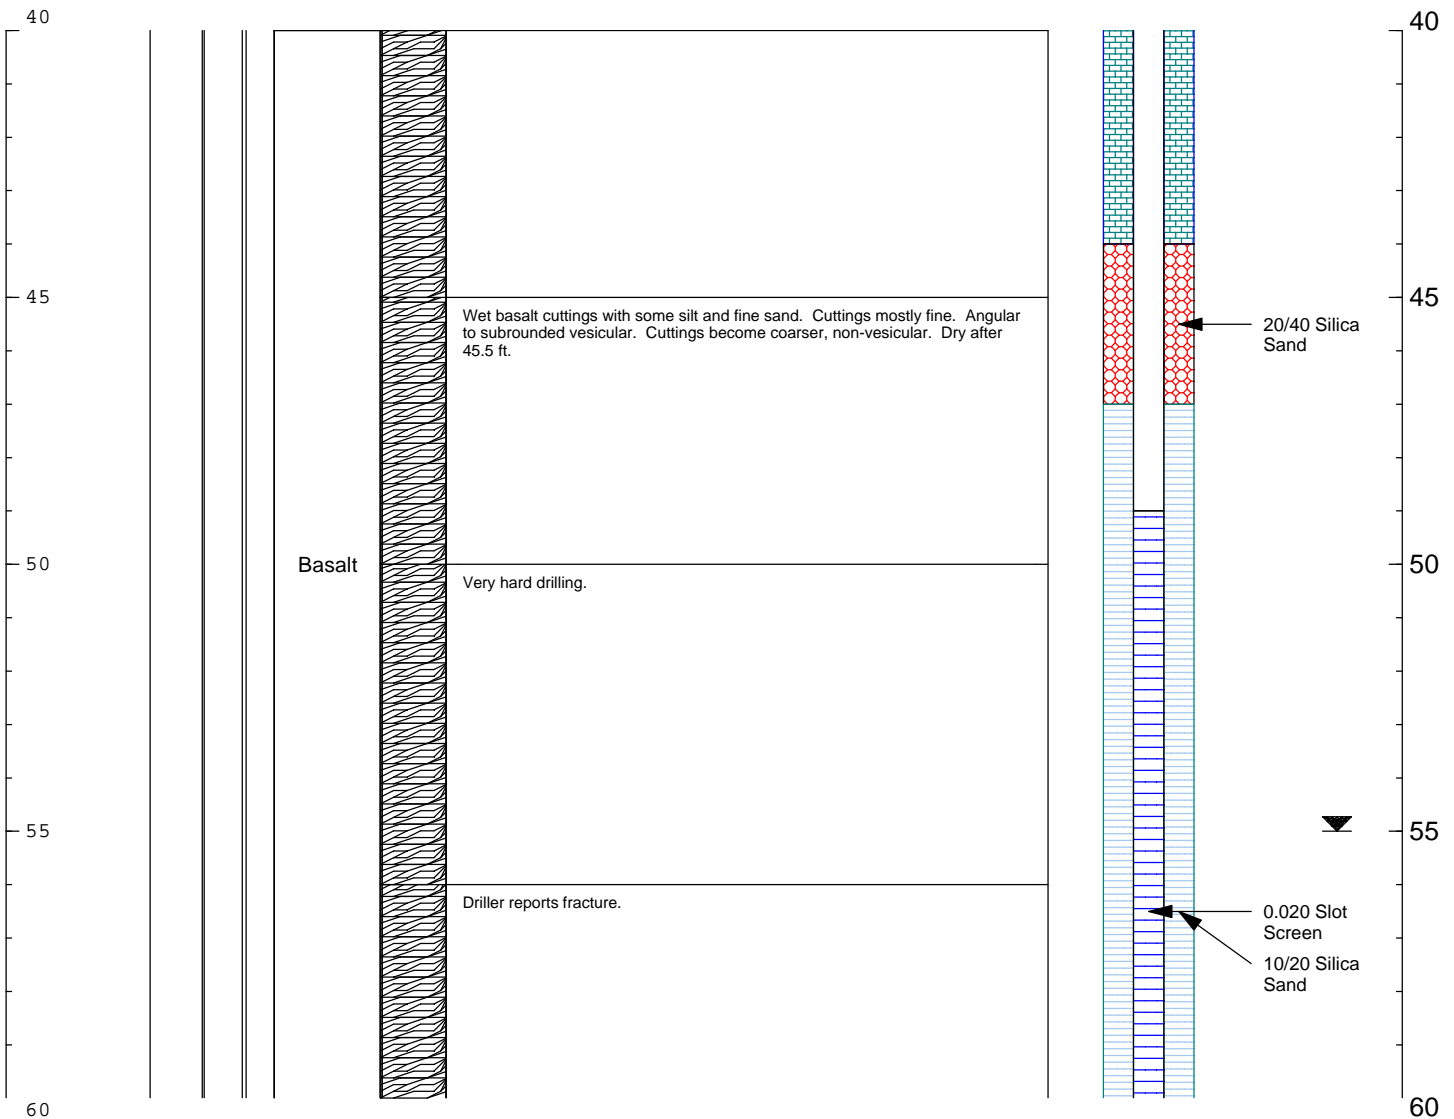 40
40
45
Wet basalt cuttings with some silt and fine sand. Cuttings mostly fine. Angular
to subrounded vesicular. Cuttings become coarser, non-vesicular. Dry after
45.5 ft.
20/40 Silica
Sand
45
50
Basalt
Very hard drilling.
50
55
55
Driller reports fracture.
0.020 Slot
Screen
10/20 Silica
Sand
60
60